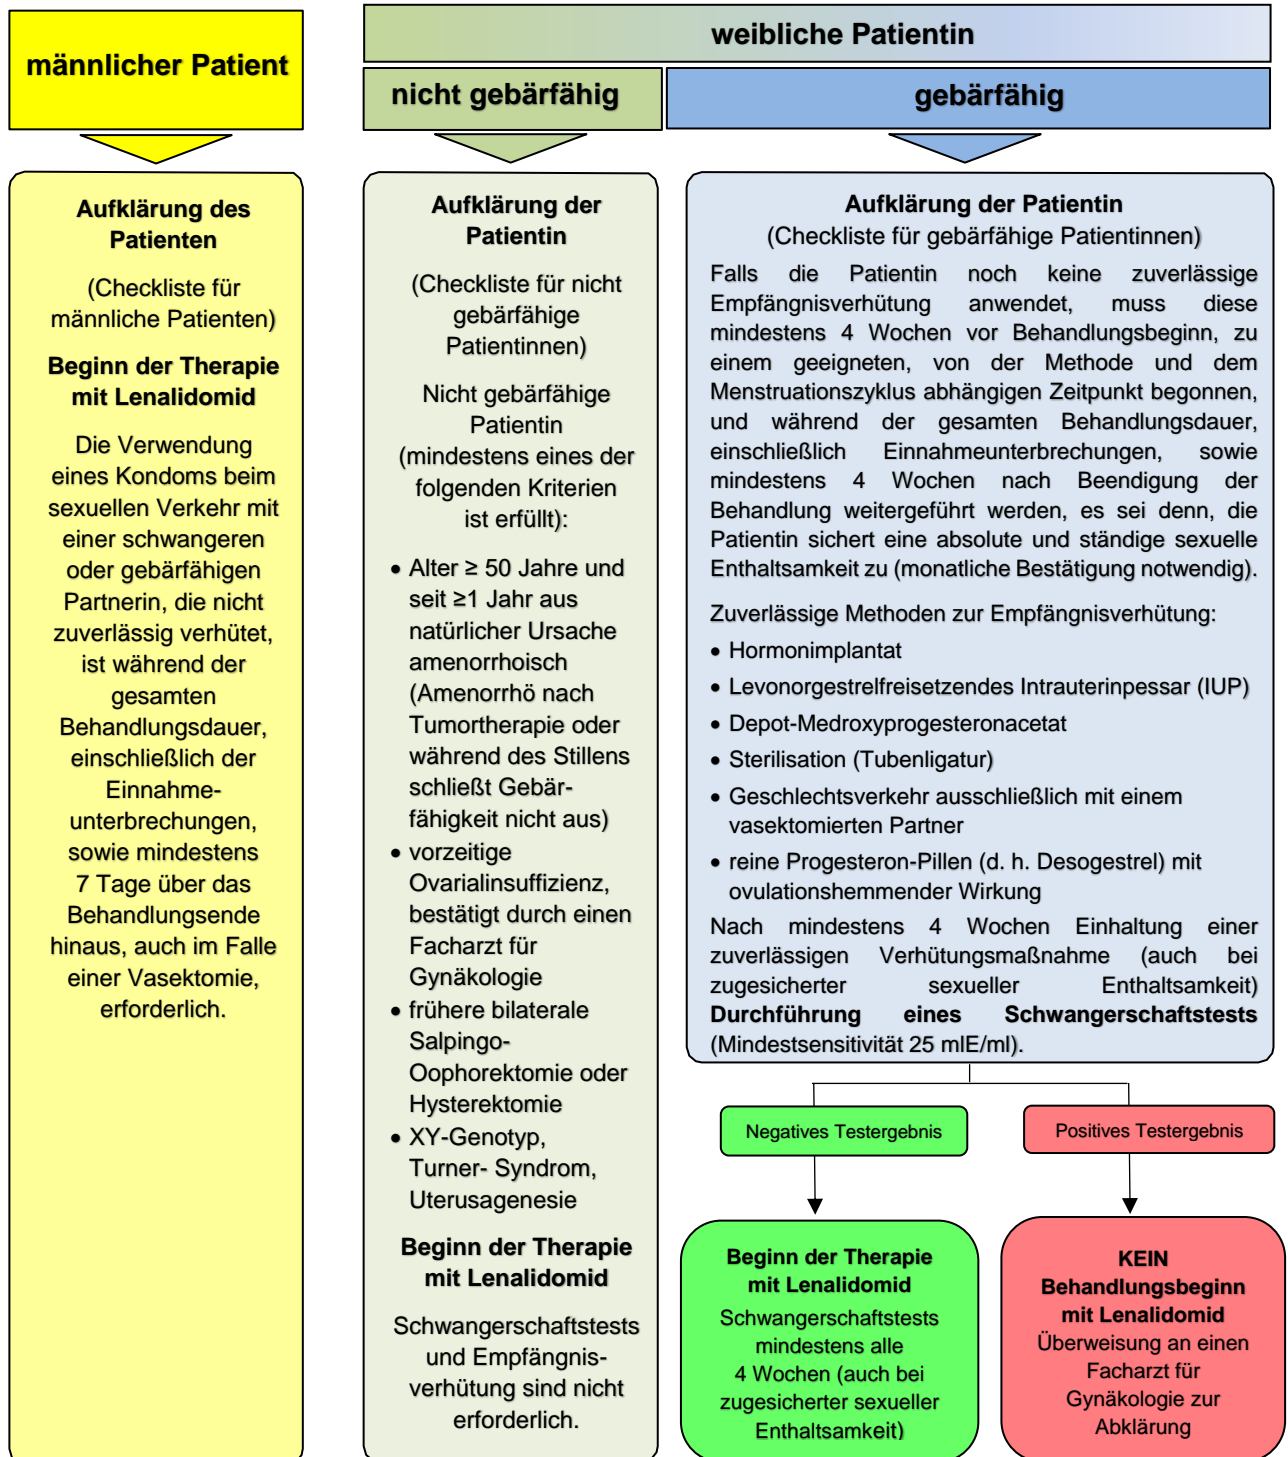 männlicher Patient
Aufklärung des
Patienten
(Checkliste für
männliche Patienten)
Beginn der Therapie
mit Lenalidomid
Die Verwendung
eines Kondoms beim
sexuellen Verkehr mit
einer schwangeren
oder gebärfähigen
Partnerin, die nicht
zuverlässig verhütet,
ist während der
gesamten
Behandlungsdauer,
einschließlich der
Einnahme-
unterbrechungen,
sowie mindestens
7 Tage über das
Behandlungsende
hinaus, auch im Falle
einer Vasektomie,
erforderlich.
weibliche Patientin
nicht gebärfähig
Aufklärung der
Patientin
(Checkliste für nicht
gebärfähige
Patientinnen)
Nicht gebärfähige
Patientin
(mindestens eines der
folgenden Kriterien
ist erfüllt):
• Alter ≥ 50 Jahre und
seit ≥1 Jahr aus
natürlicher Ursache
amenorrhoisch
(Amenorrhö nach
Tumortherapie oder
während des Stillens
schließt Gebär-
fähigkeit nicht aus)
• vorzeitige
Ovarialinsuffizienz,
bestätigt durch einen
Facharzt für
Gynäkologie
• frühere bilaterale
Salpingo-
Oophorektomie oder
Hysterektomie
• XY-Genotyp,
Turner- Syndrom,
Uterusagenesie
Beginn der Therapie
mit Lenalidomid
Schwangerschaftstests
und Empfängnis-
verhütung sind nicht
erforderlich.
gebärfähig
Aufklärung der Patientin
(Checkliste für gebärfähige Patientinnen)
Falls die Patientin noch keine zuverlässige
Empfängnisverhütung anwendet, muss diese
mindestens 4 Wochen vor Behandlungsbeginn, zu
einem geeigneten, von der Methode und dem
Menstruationszyklus abhängigen Zeitpunkt begonnen,
und während der gesamten Behandlungsdauer,
einschließlich Einnahmeunterbrechungen, sowie
mindestens 4 Wochen nach Beendigung der
Behandlung weitergeführt werden, es sei denn, die
Patientin sichert eine absolute und ständige sexuelle
Enthaltsamkeit zu (monatliche Bestätigung notwendig).
Zuverlässige Methoden zur Empfängnisverhütung:
• Hormonimplantat
• Levonorgestrelfreisetzendes Intrauterinpessar (IUP)
• Depot-Medroxyprogesteronacetat
• Sterilisation (Tubenligatur)
• Geschlechtsverkehr ausschließlich mit einem
vasektomierten Partner
• reine Progesteron-Pillen (d. h. Desogestrel) mit
ovulationshemmender Wirkung
Nach mindestens 4 Wochen Einhaltung einer
zuverlässigen Verhütungsmaßnahme (auch bei
zugesicherter sexueller Enthaltsamkeit)
Durchführung eines Schwangerschaftstests
(Mindestsensitivität 25 mIE/ml).
Negatives Testergebnis
Beginn der Therapie
mit Lenalidomid
Schwangerschaftstests
mindestens alle
4 Wochen (auch bei
zugesicherter sexueller
Enthaltsamkeit)
Positives Testergebnis
KEIN
Behandlungsbeginn
mit Lenalidomid
Überweisung an einen
Facharzt für
Gynäkologie zur
Abklärung